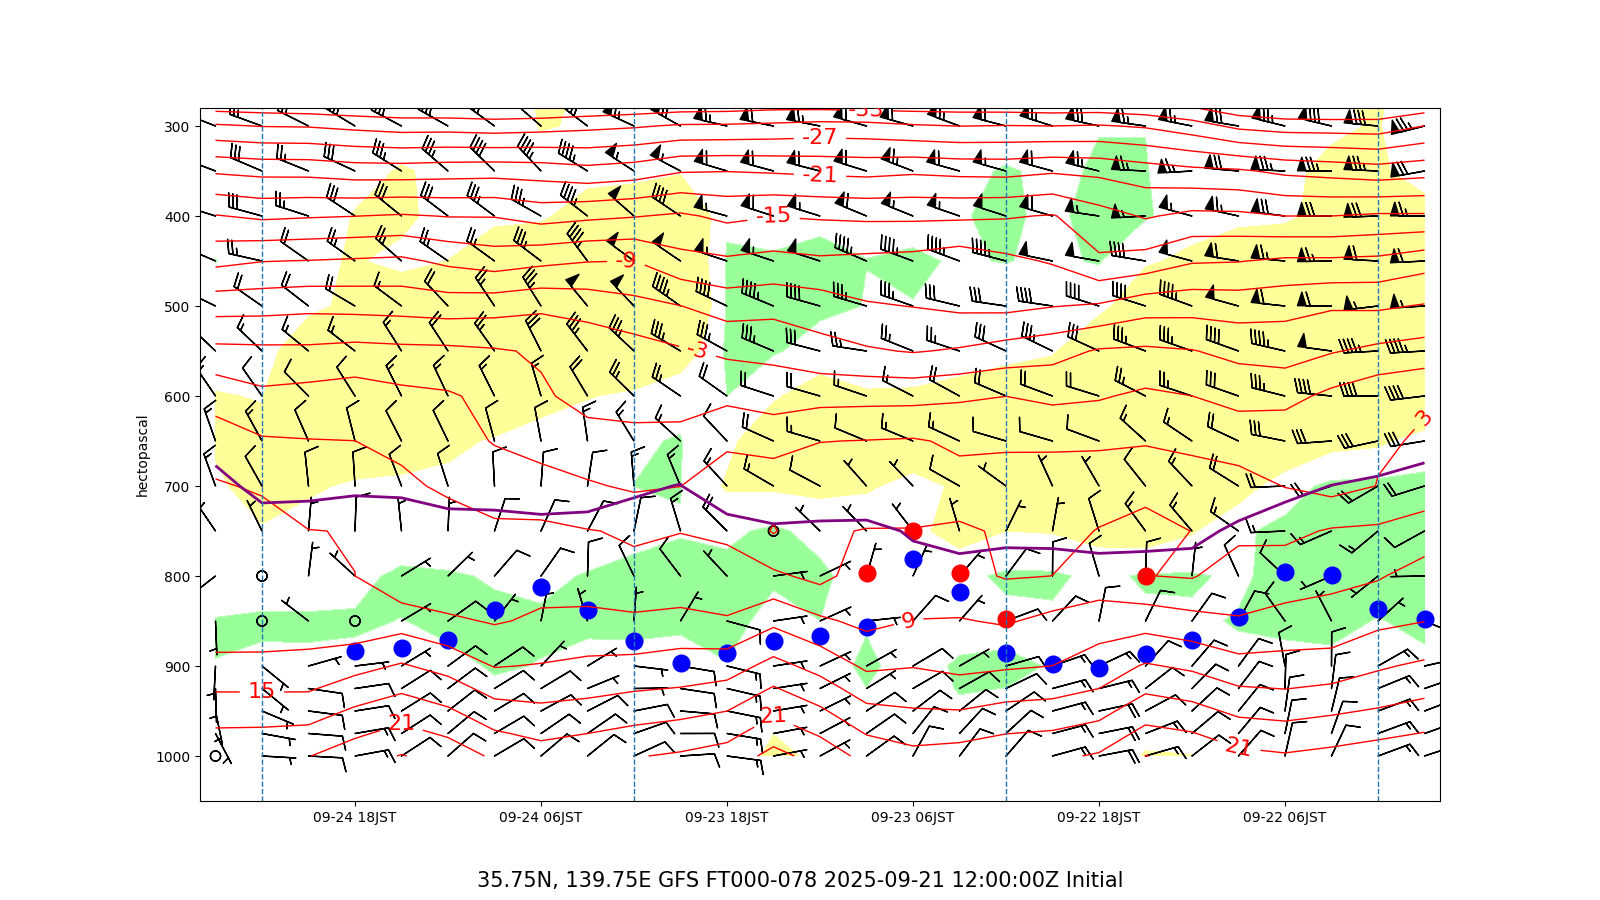 -33
300
-27
-21
400
-15
-9
500
-3
600
3
700
hectopascal
800
9
900
15
21
21
21
1000
09-24 18JST
09-24 06JST
09-23 18JST
09-23 06JST
09-22 18JST
09-22 06JST
35.75N, 139.75E GFS FT000-078 2025-09-21 12:00:00Z Initial